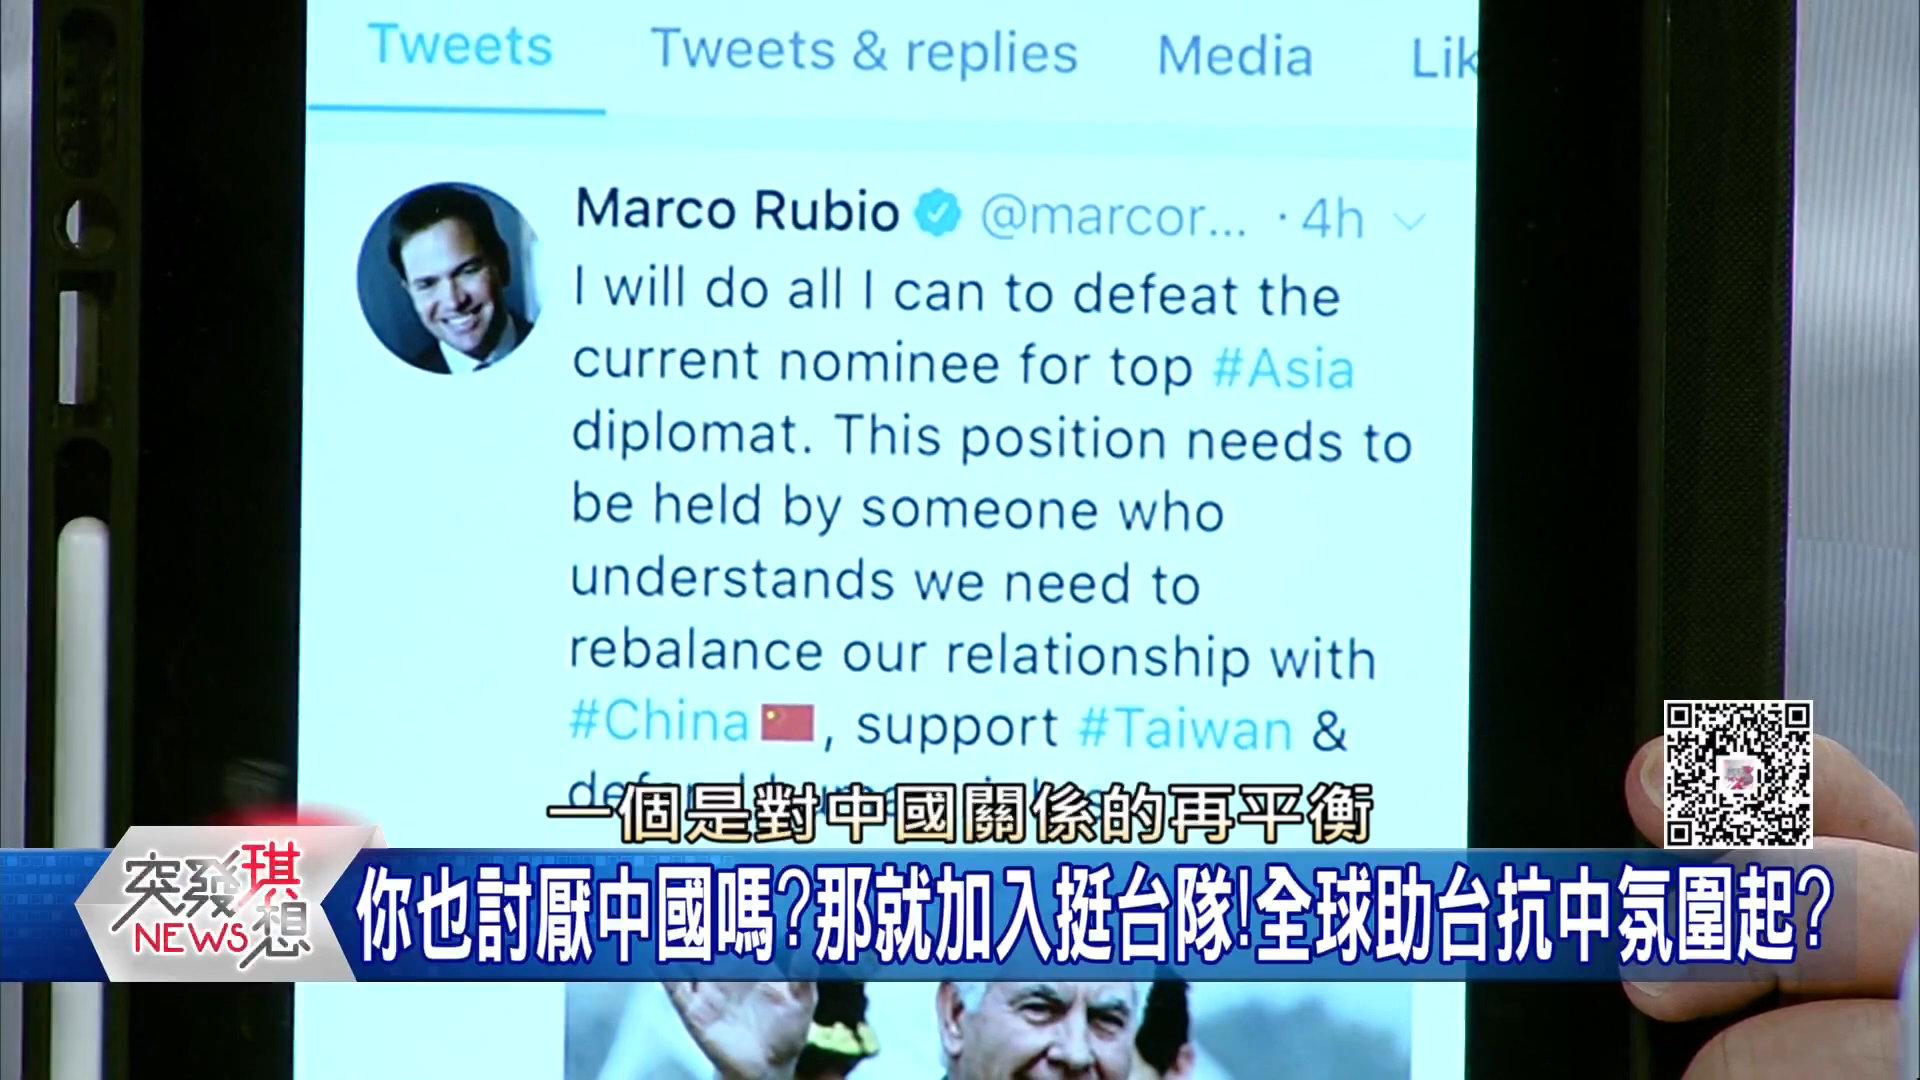 Tweets Tweets & replies Media Lik
Marco Rubio @marcor... · 4h
I will do all I can to defeat the
current nominee for top #Asia
diplomat. This position needs to
be held by someone who
understands we need to
rebalance our relationship with
#China🇨🇳, support #Taiwan &
一個是對中國關係的再平衡
突發琪想
NEWS
你也討厭中國嗎?那就加入挺台隊!全球助台抗中氛圍起?